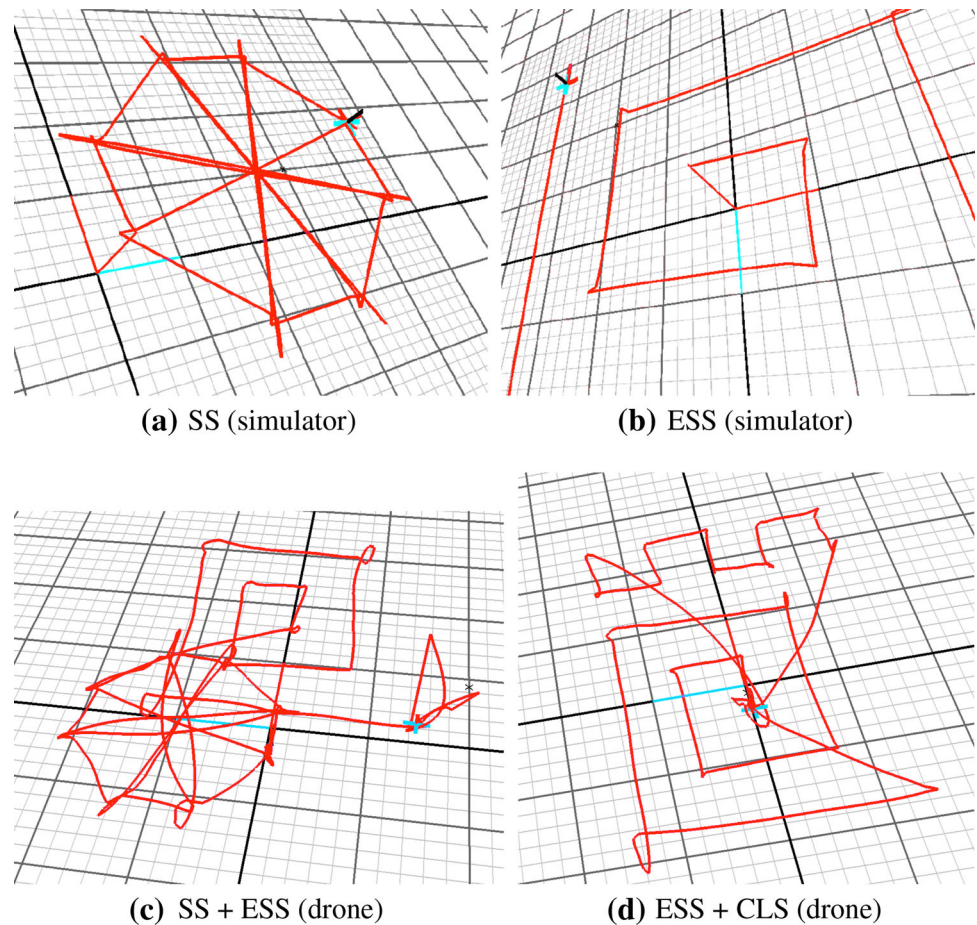 (a) SS (simulator)
(b) ESS (simulator)
(c) SS + ESS (drone)
(d) ESS + CLS (drone)